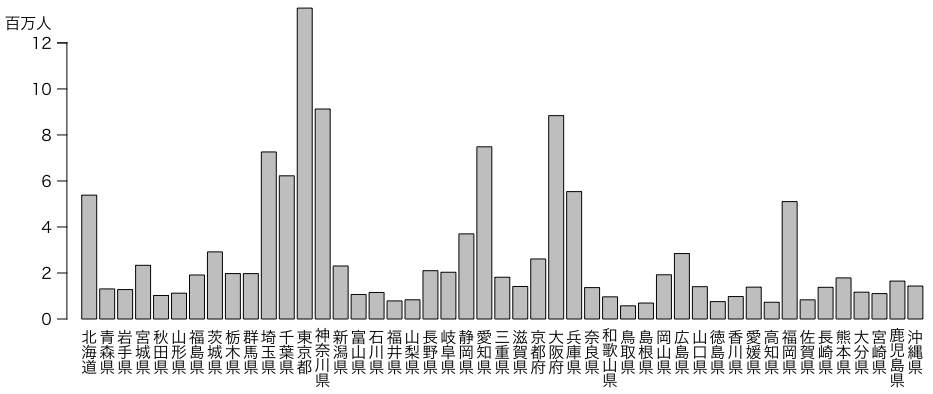 百万人
12
10
8
6
4
2
0
北海道
青森県
岩手県
宮城県
秋田県
山形県
福島県
茨城県
栃木県
群馬県
埼玉県
千葉県
東京都
神奈川県
新潟県
富山県
石川県
福井県
山梨県
長野県
岐阜県
静岡県
愛知県
三重県
滋賀県
京都府
大阪府
兵庫県
奈良県
和歌山県
鳥取県
島根県
岡山県
広島県
山口県
徳島県
香川県
愛媛県
高知県
福岡県
佐賀県
長崎県
熊本県
大分県
宮崎県
鹿児島県
沖縄県